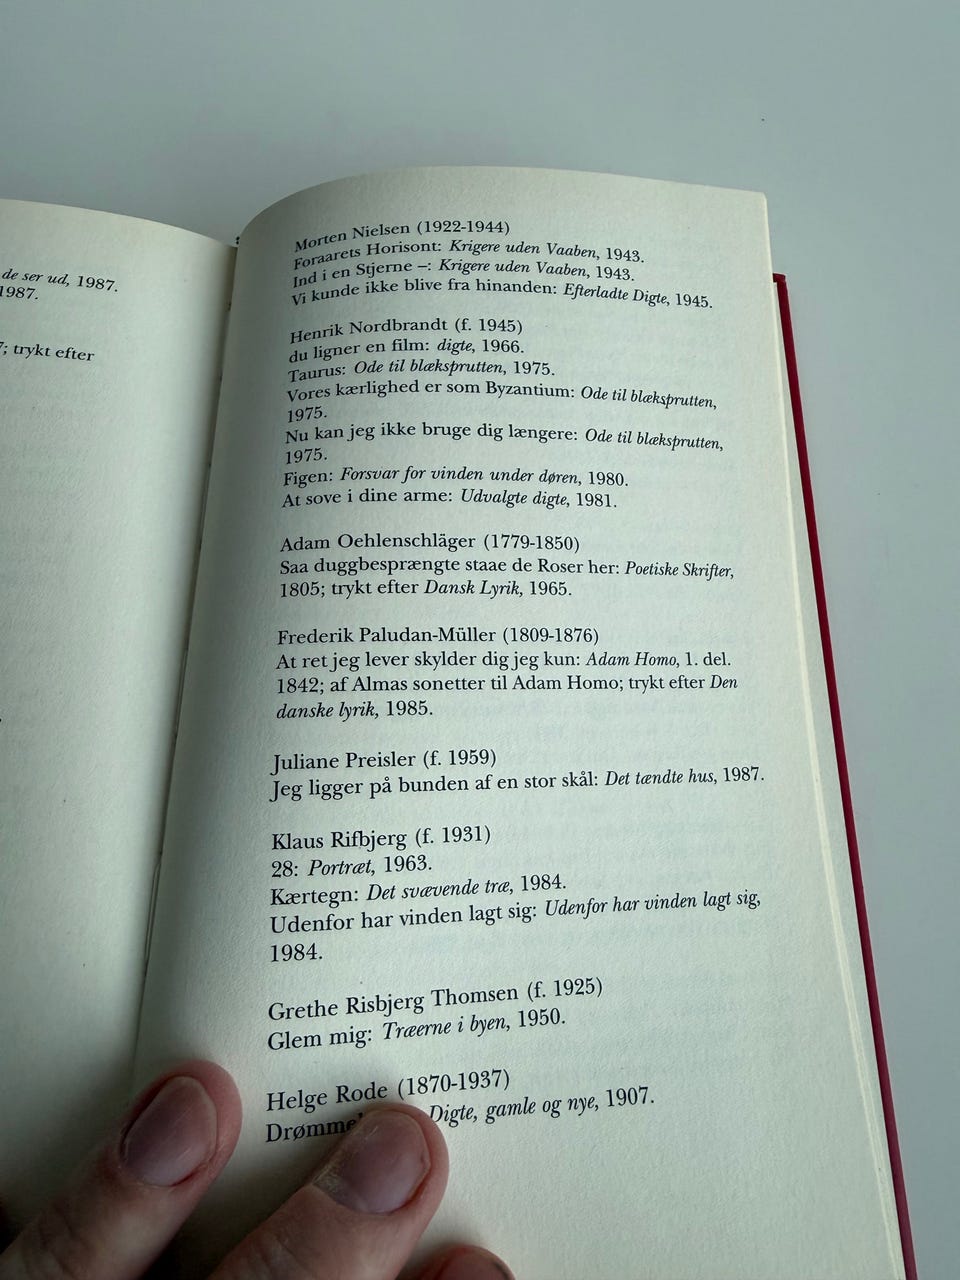 de ser ud, 1987.
1987.
; trykt efter
Morten Nielsen (1922-1944)
Foraarets Horisont: Krigere uden Vaaben, 1943.
Ind i en Stjerne –: Krigere uden Vaaben, 1943.
Vi kunde ikke blive fra hinanden: Efterladte Digte, 1945.
Henrik Nordbrandt (f. 1945)
du ligner en film: digte, 1966.
Taurus: Ode til blæksprutten, 1975.
Vores kærlighed er som Byzantium: Ode til blæksprutten,
1975.
Nu kan jeg ikke bruge dig længere: Ode til blæksprutten,
1975.
Figen: Forsvar for vinden under døren, 1980.
At sove i dine arme: Udvalgte digte, 1981.
Adam Oehlenschläger (1779-1850)
Saa duggbesprængte staae de Roser her: Poetiske Skrifter,
1805; trykt efter Dansk Lyrik, 1965.
Frederik Paludan-Müller (1809-1876)
At ret jeg lever skylder dig jeg kun: Adam Homo, 1. del.
1842; af Almas sonetter til Adam Homo; trykt efter Den
danske lyrik, 1985.
Juliane Preisler (f. 1959)
Jeg ligger på bunden af en stor skål: Det tændte hus, 1987.
Klaus Rifbjerg (f. 1931)
28: Portræt, 1963.
Kærtegn: Det svævende træ, 1984.
Udenfor har vinden lagt sig: Udenfor har vinden lagt sig,
1984.
Grethe Risbjerg Thomsen (f. 1925)
Glem mig: Træerne i byen, 1950.
Helge Rode (1870-1937)
Digte, gamle og nye, 1907.